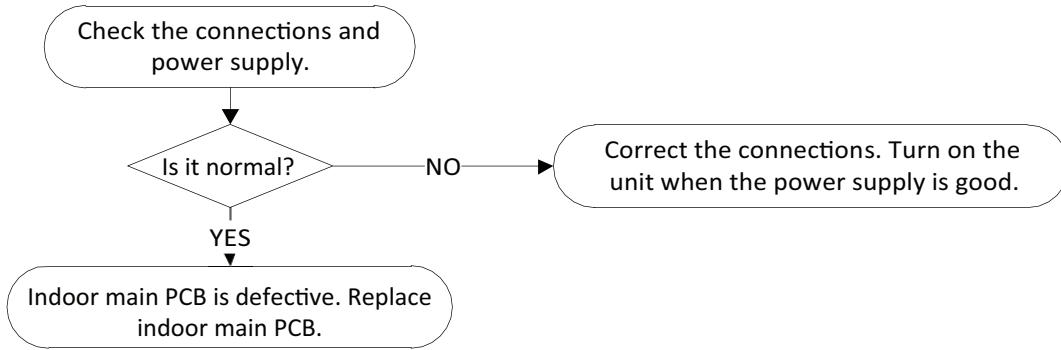 Check the connections and
power supply.
Is it normal?
NO
Correct the connections. Turn on the
unit when the power supply is good.
YES
Indoor main PCB is defective. Replace
indoor main PCB.